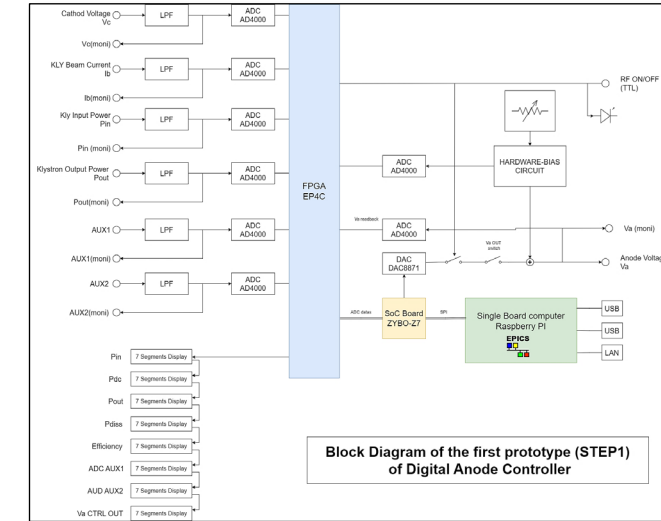 Cathod Voltage
Vc
LPF
ADC
AD4000
Vc(moni)
KLY Beam Current
Ib
LPF
ADC
AD4000
Ib(moni)
Kly Input Power
Pin
LPF
ADC
AD4000
Pin (moni)
Klystron Output Power
Pout
LPF
ADC
AD4000
Pout(moni)
AUX1
LPF
ADC
AD4000
AUX1(moni)
AUX2
LPF
ADC
AD4000
AUX2(moni)
FPGA
EP4C
RF ON/OFF
(TTL)
HARDWARE-BIAS
CIRCUIT
ADC
AD4000
Va feedback
ADC
AD4000
Va (moni)
DAC
DAC8871
Va OUT
switch
Anode Voltag
Va
ADC datas
SoC Board
ZYBO-Z7
SPI
Single Board computer
Raspberry PI
EPICS
USB
USB
LAN
Pin
7 Segments Display
Pdc
7 Segments Display
Pout
7 Segments Display
Pdiss
7 Segments Display
Efficiency
7 Segments Display
ADC AUX1
7 Segments Display
AUD AUX2
7 Segments Display
Va CTRL OUT
7 Segments Display
Block Diagram of the first prototype (STEP1)
of Digital Anode Controller